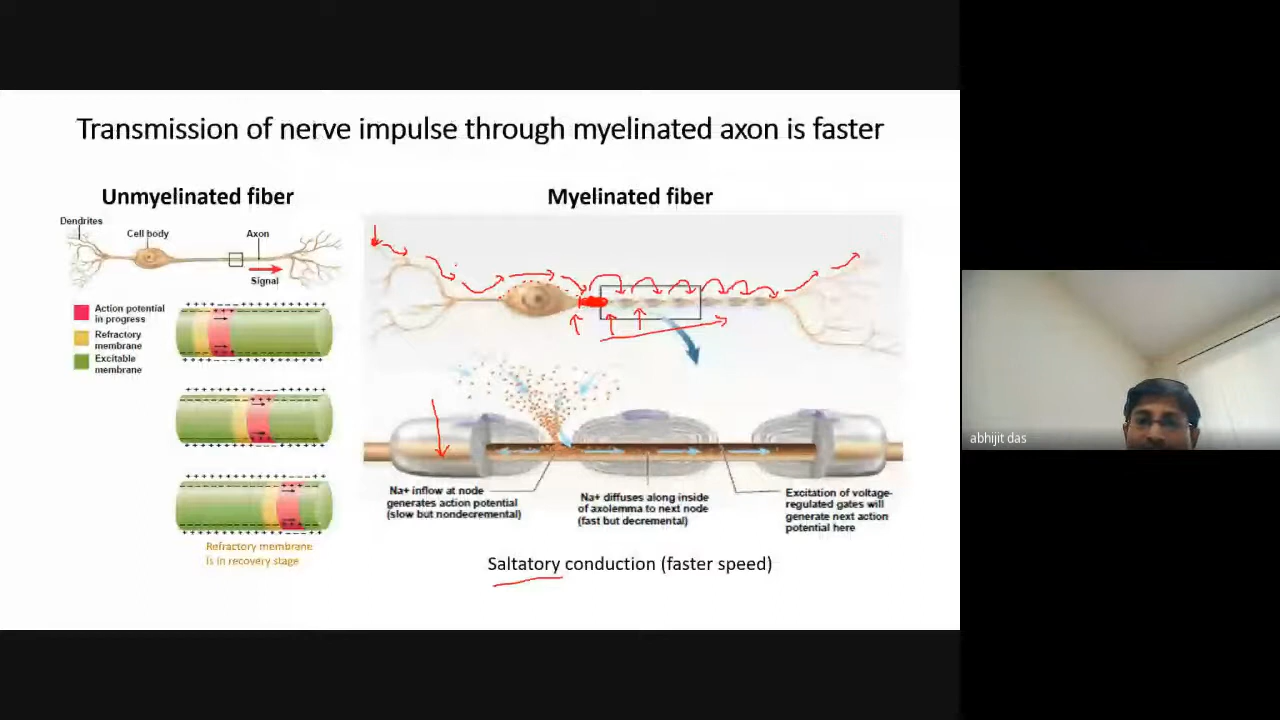 Transmission of nerve impulse through myelinated axon is faster
Unmyelinated fiber
Dendrites
Cell body
Axon
Signal
Action potential
in progress
Refractory
membrane
Excitable
membrane
Refractory membrane
Is in recovery stage
Myelinated fiber
Na+ inflow at node
generates action potential
(slow but nondecremental)
Na+ diffuses along inside
of axolemma to next node
(fast but decremental)
Excitation of voltage-
regulated gates will
generate next action
potential here
Saltatory conduction (faster speed)
abhijit das